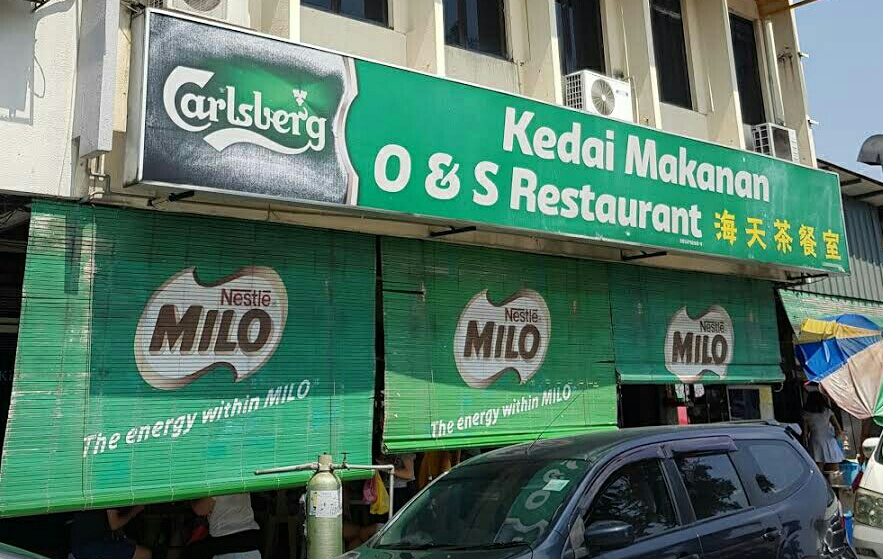 Carlsberg
Kedai Makanan
O & S Restaurant 海天茶餐室
Nestlé
MILO
The energy within MILO
Nestlé
MILO
The energy within MILO
Nestlé
MILO